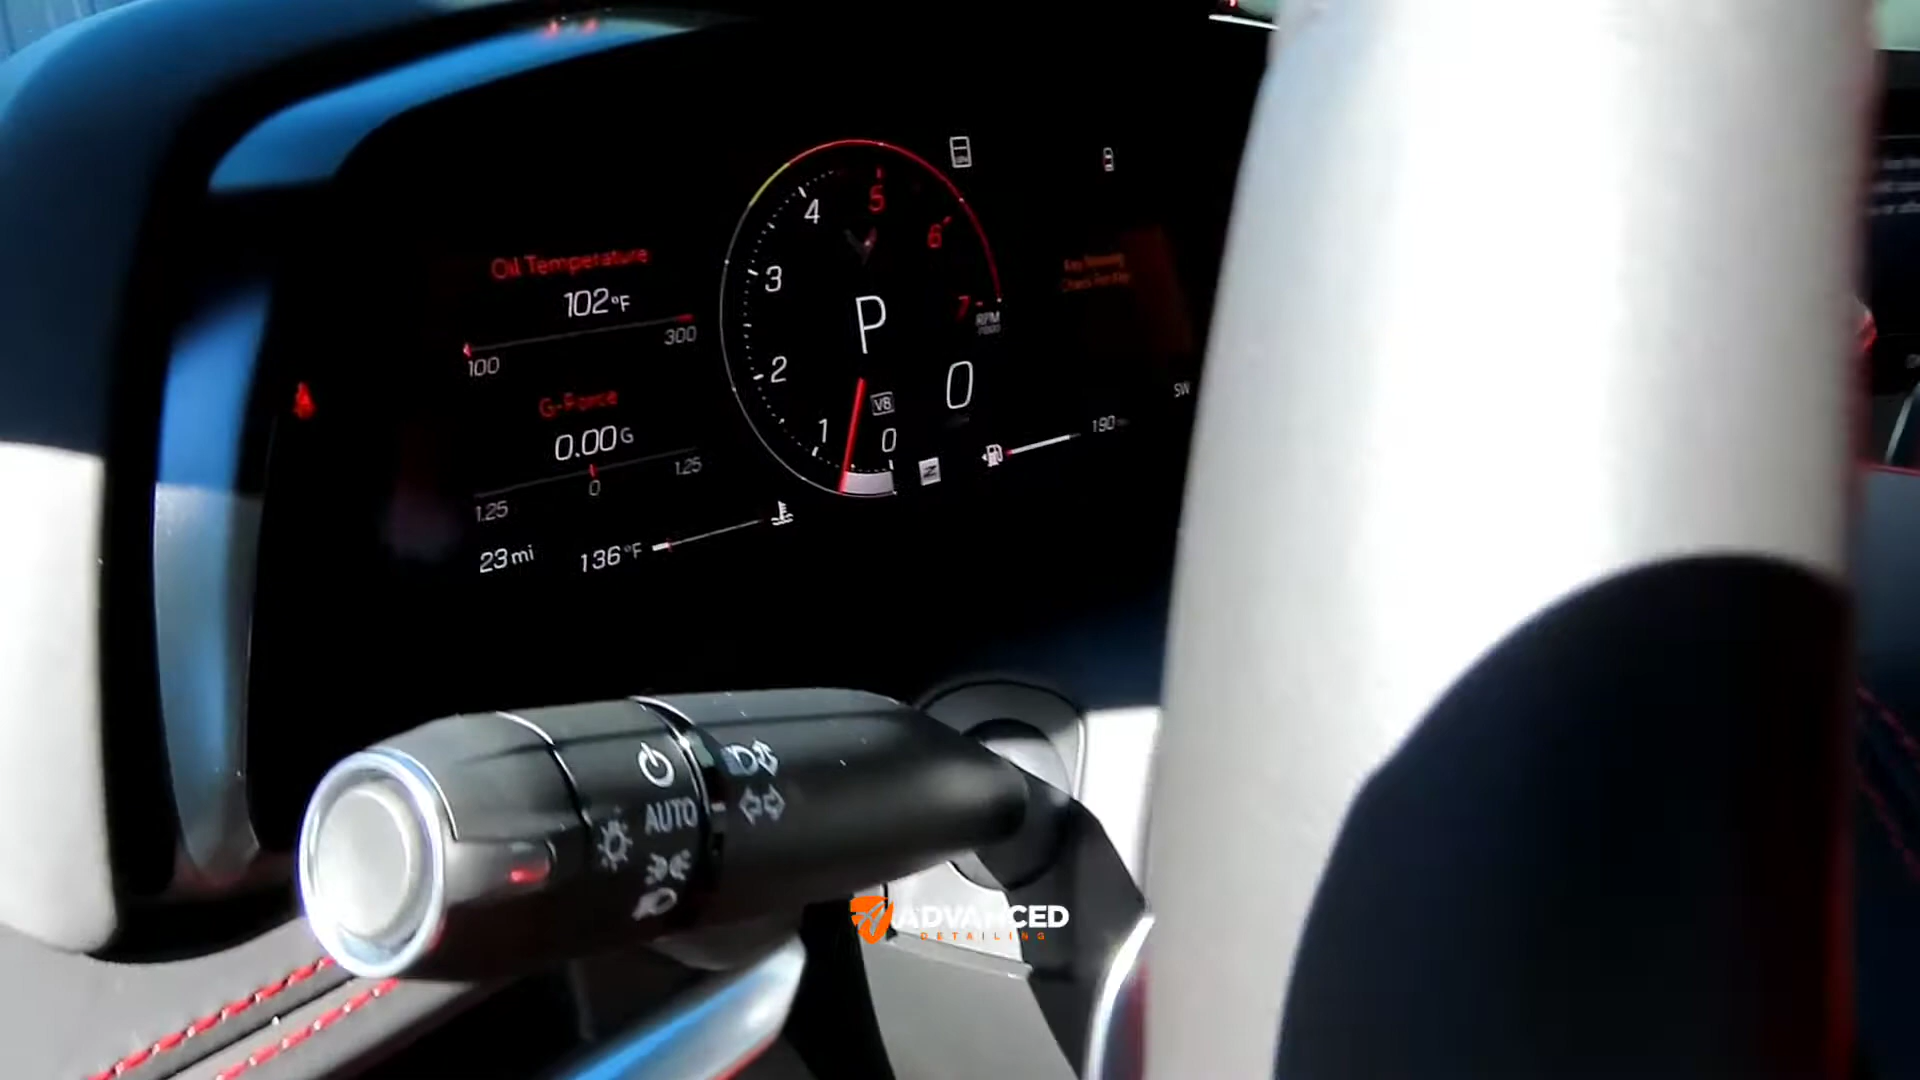 Oil Temperature
102°F
100
300
G-Force
0.00G
1.25
0
1.25
23mi
136°F
1
2
3
4
5
6
7
RPM
P
V8
0
0
N
190
SW
AUTO
ADVANCED
DETAILING